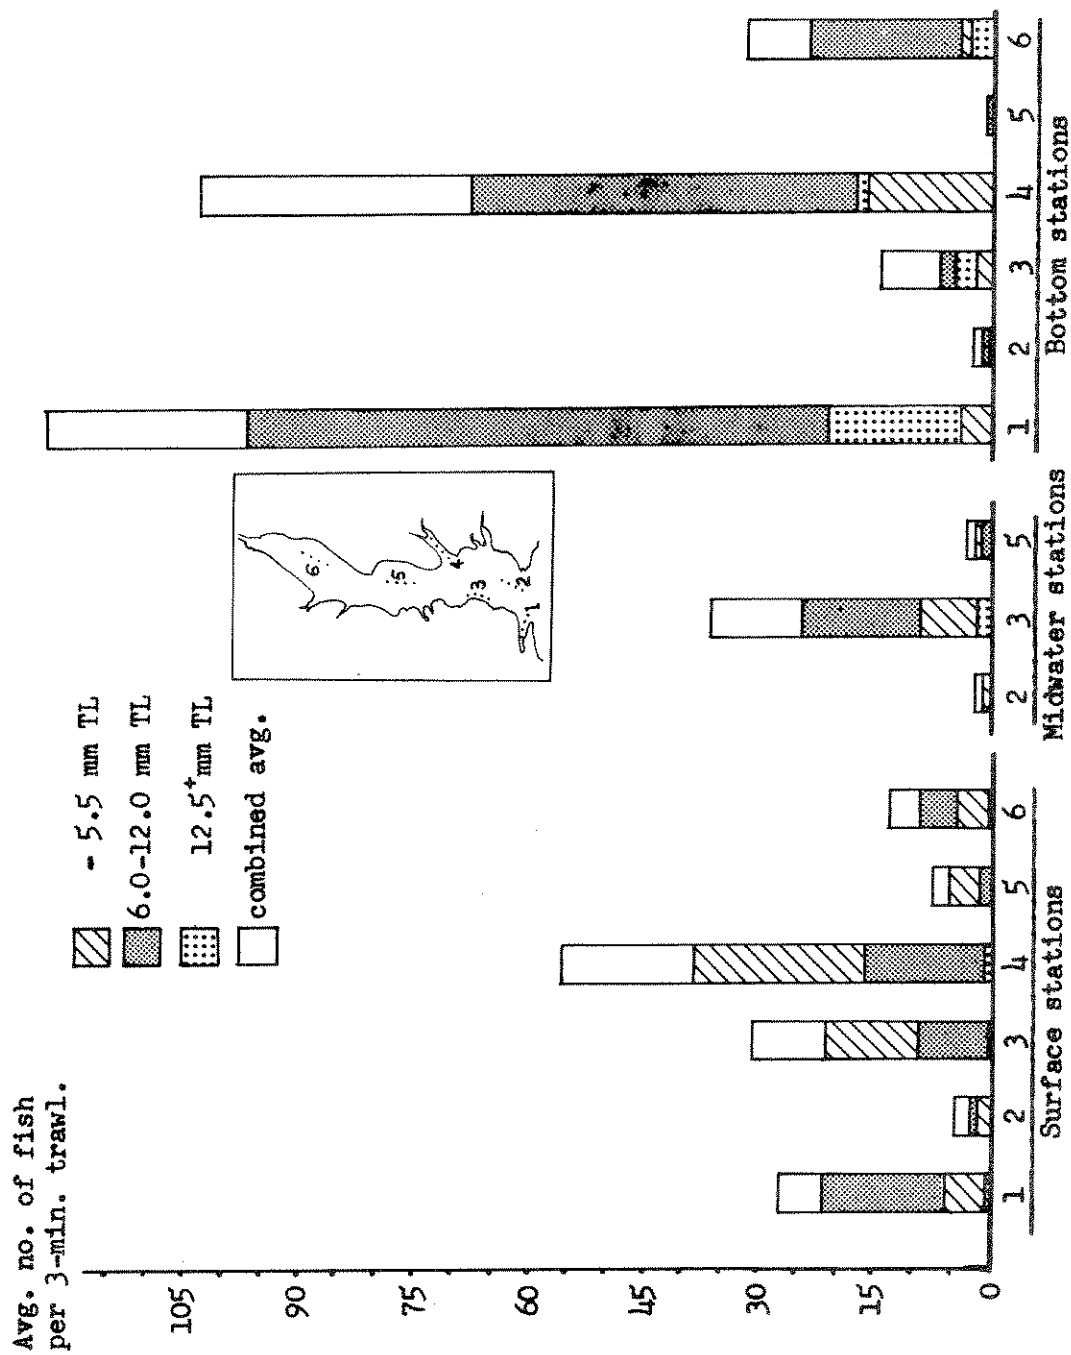 Avg. no. of fish
per 3-min. trawl.
- 5.5 mm TL
6.0-12.0 mm TL
12.5+mm TL
combined avg.
105
90
75
60
45
30
15
0
6
5
4
3
2
1
1 2 3 4 5 6
Surface stations
2 3 5
Midwater stations
1 2 3 4 5 6
Bottom stations